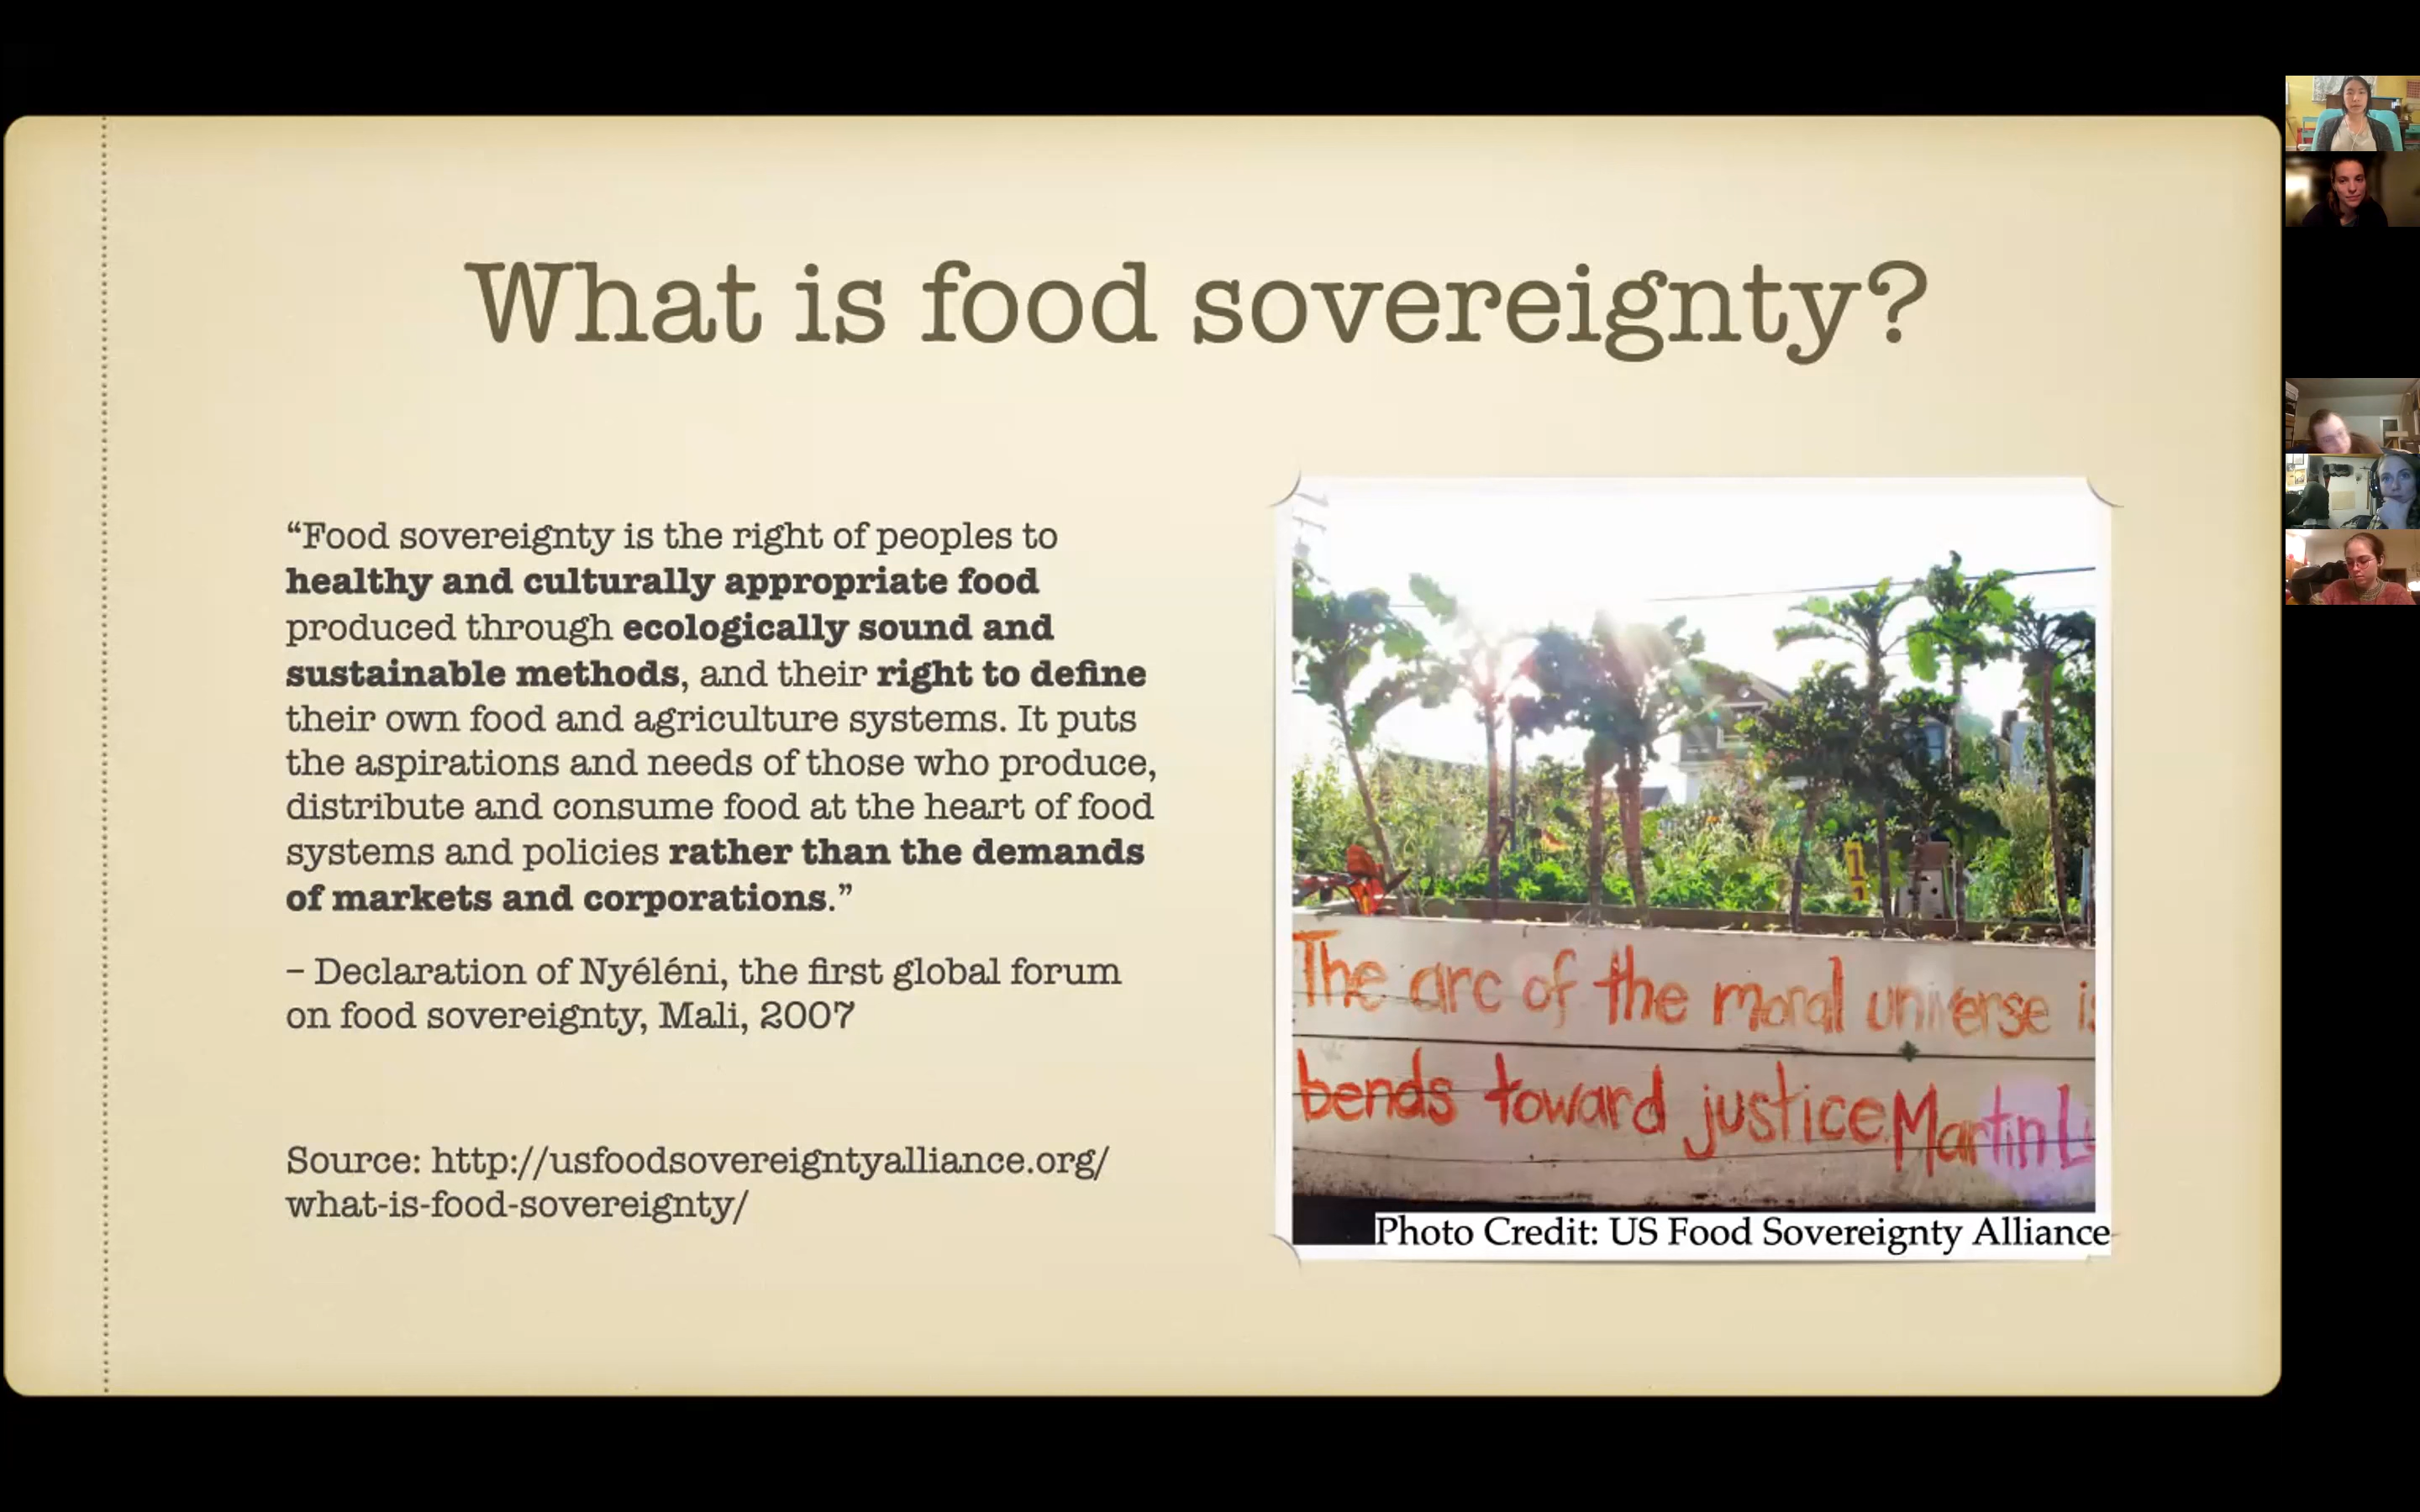 What is food sovereignty?
“Food sovereignty is the right of peoples to
healthy and culturally appropriate food
produced through ecologically sound and
sustainable methods, and their right to define
their own food and agriculture systems. It puts
the aspirations and needs of those who produce,
distribute and consume food at the heart of food
systems and policies rather than the demands
of markets and corporations.”
– Declaration of Nyéléni, the first global forum
on food sovereignty, Mali, 2007
Source: http://usfoodsovereigntyalliance.org/
what-is-food-sovereignty/
The arc of the moral universe is
bends toward justice Martin L
Photo Credit: US Food Sovereignty Alliance